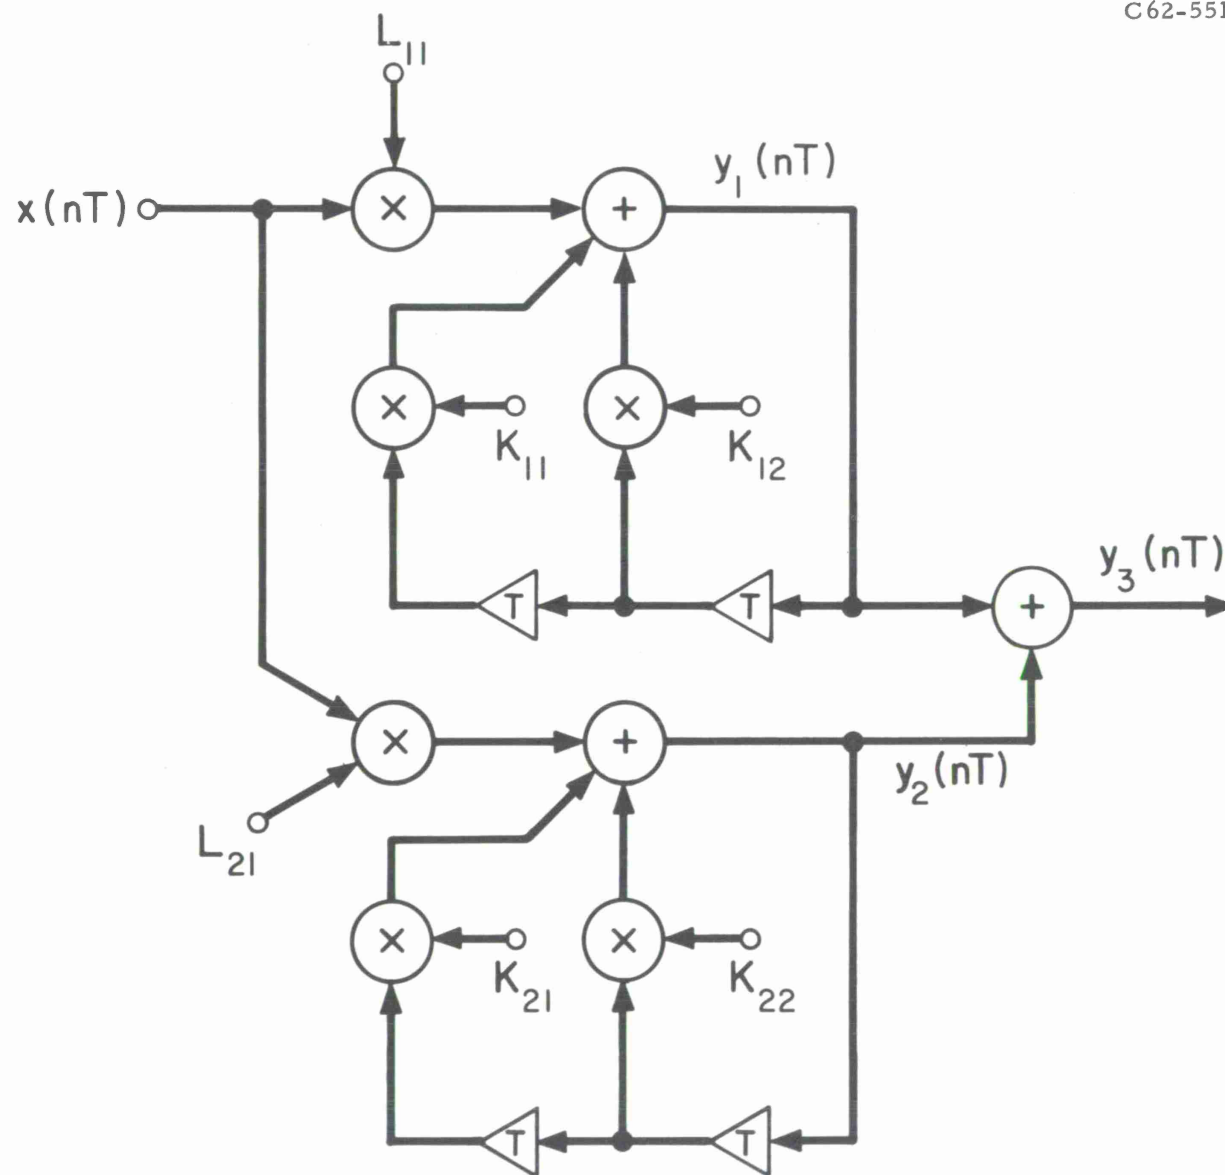 C62-551
L₁₁
x(nT)
×
+
y₁(nT)
×
K₁₁
×
K₁₂
T
T
+
y₃(nT)
×
+
y₂(nT)
L₂₁
×
K₂₁
×
K₂₂
T
T